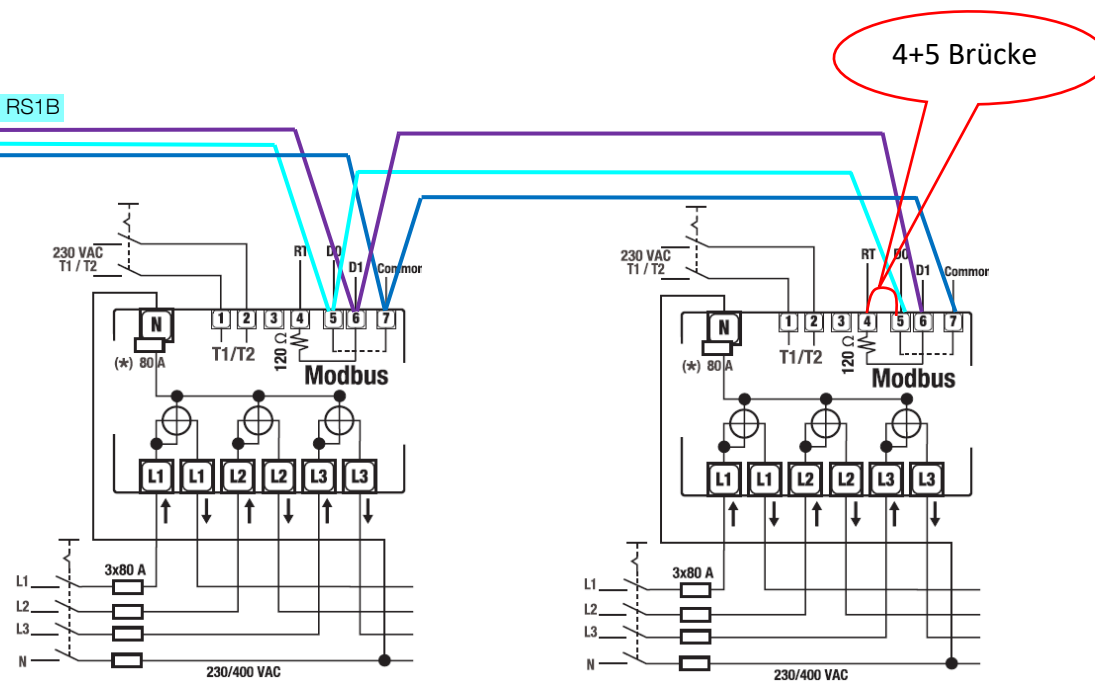 4+5 Brücke
RS1B
230 VAC
T1 / T2
RT D0
D1 Commor
N 1 2 3 4 5 6 7
(*) 80 A
T1/T2
120 Ω
Modbus
L1 L1 L2 L2 L3 L3
3x80 A
L1
L2
L3
N
230/400 VAC
230 VAC
T1 / T2
RT D0
D1 Commor
N 1 2 3 4 5 6 7
(*) 80 A
T1/T2
120 Ω
Modbus
L1 L1 L2 L2 L3 L3
3x80 A
L1
L2
L3
N
230/400 VAC